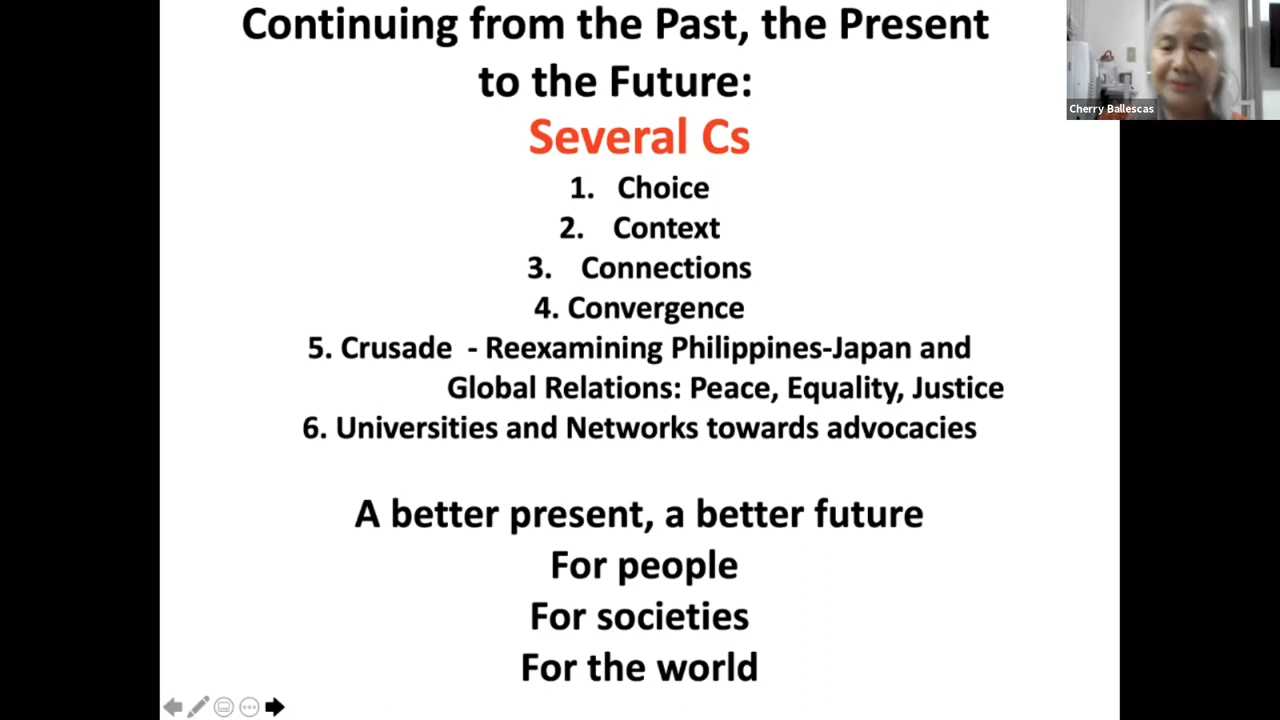 Continuing from the Past, the Present
to the Future:
Several Cs
1. Choice
2. Context
3. Connections
4. Convergence
5. Crusade - Reexamining Philippines-Japan and
Global Relations: Peace, Equality, Justice
6. Universities and Networks towards advocacies
A better present, a better future
For people
For societies
For the world
Cherry Ballescas